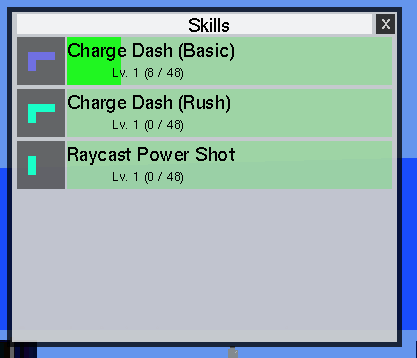 Skills
X
Charge Dash (Basic)
Lv. 1 (8 / 48)
Charge Dash (Rush)
Lv. 1 (0 / 48)
Raycast Power Shot
Lv. 1 (0 / 48)